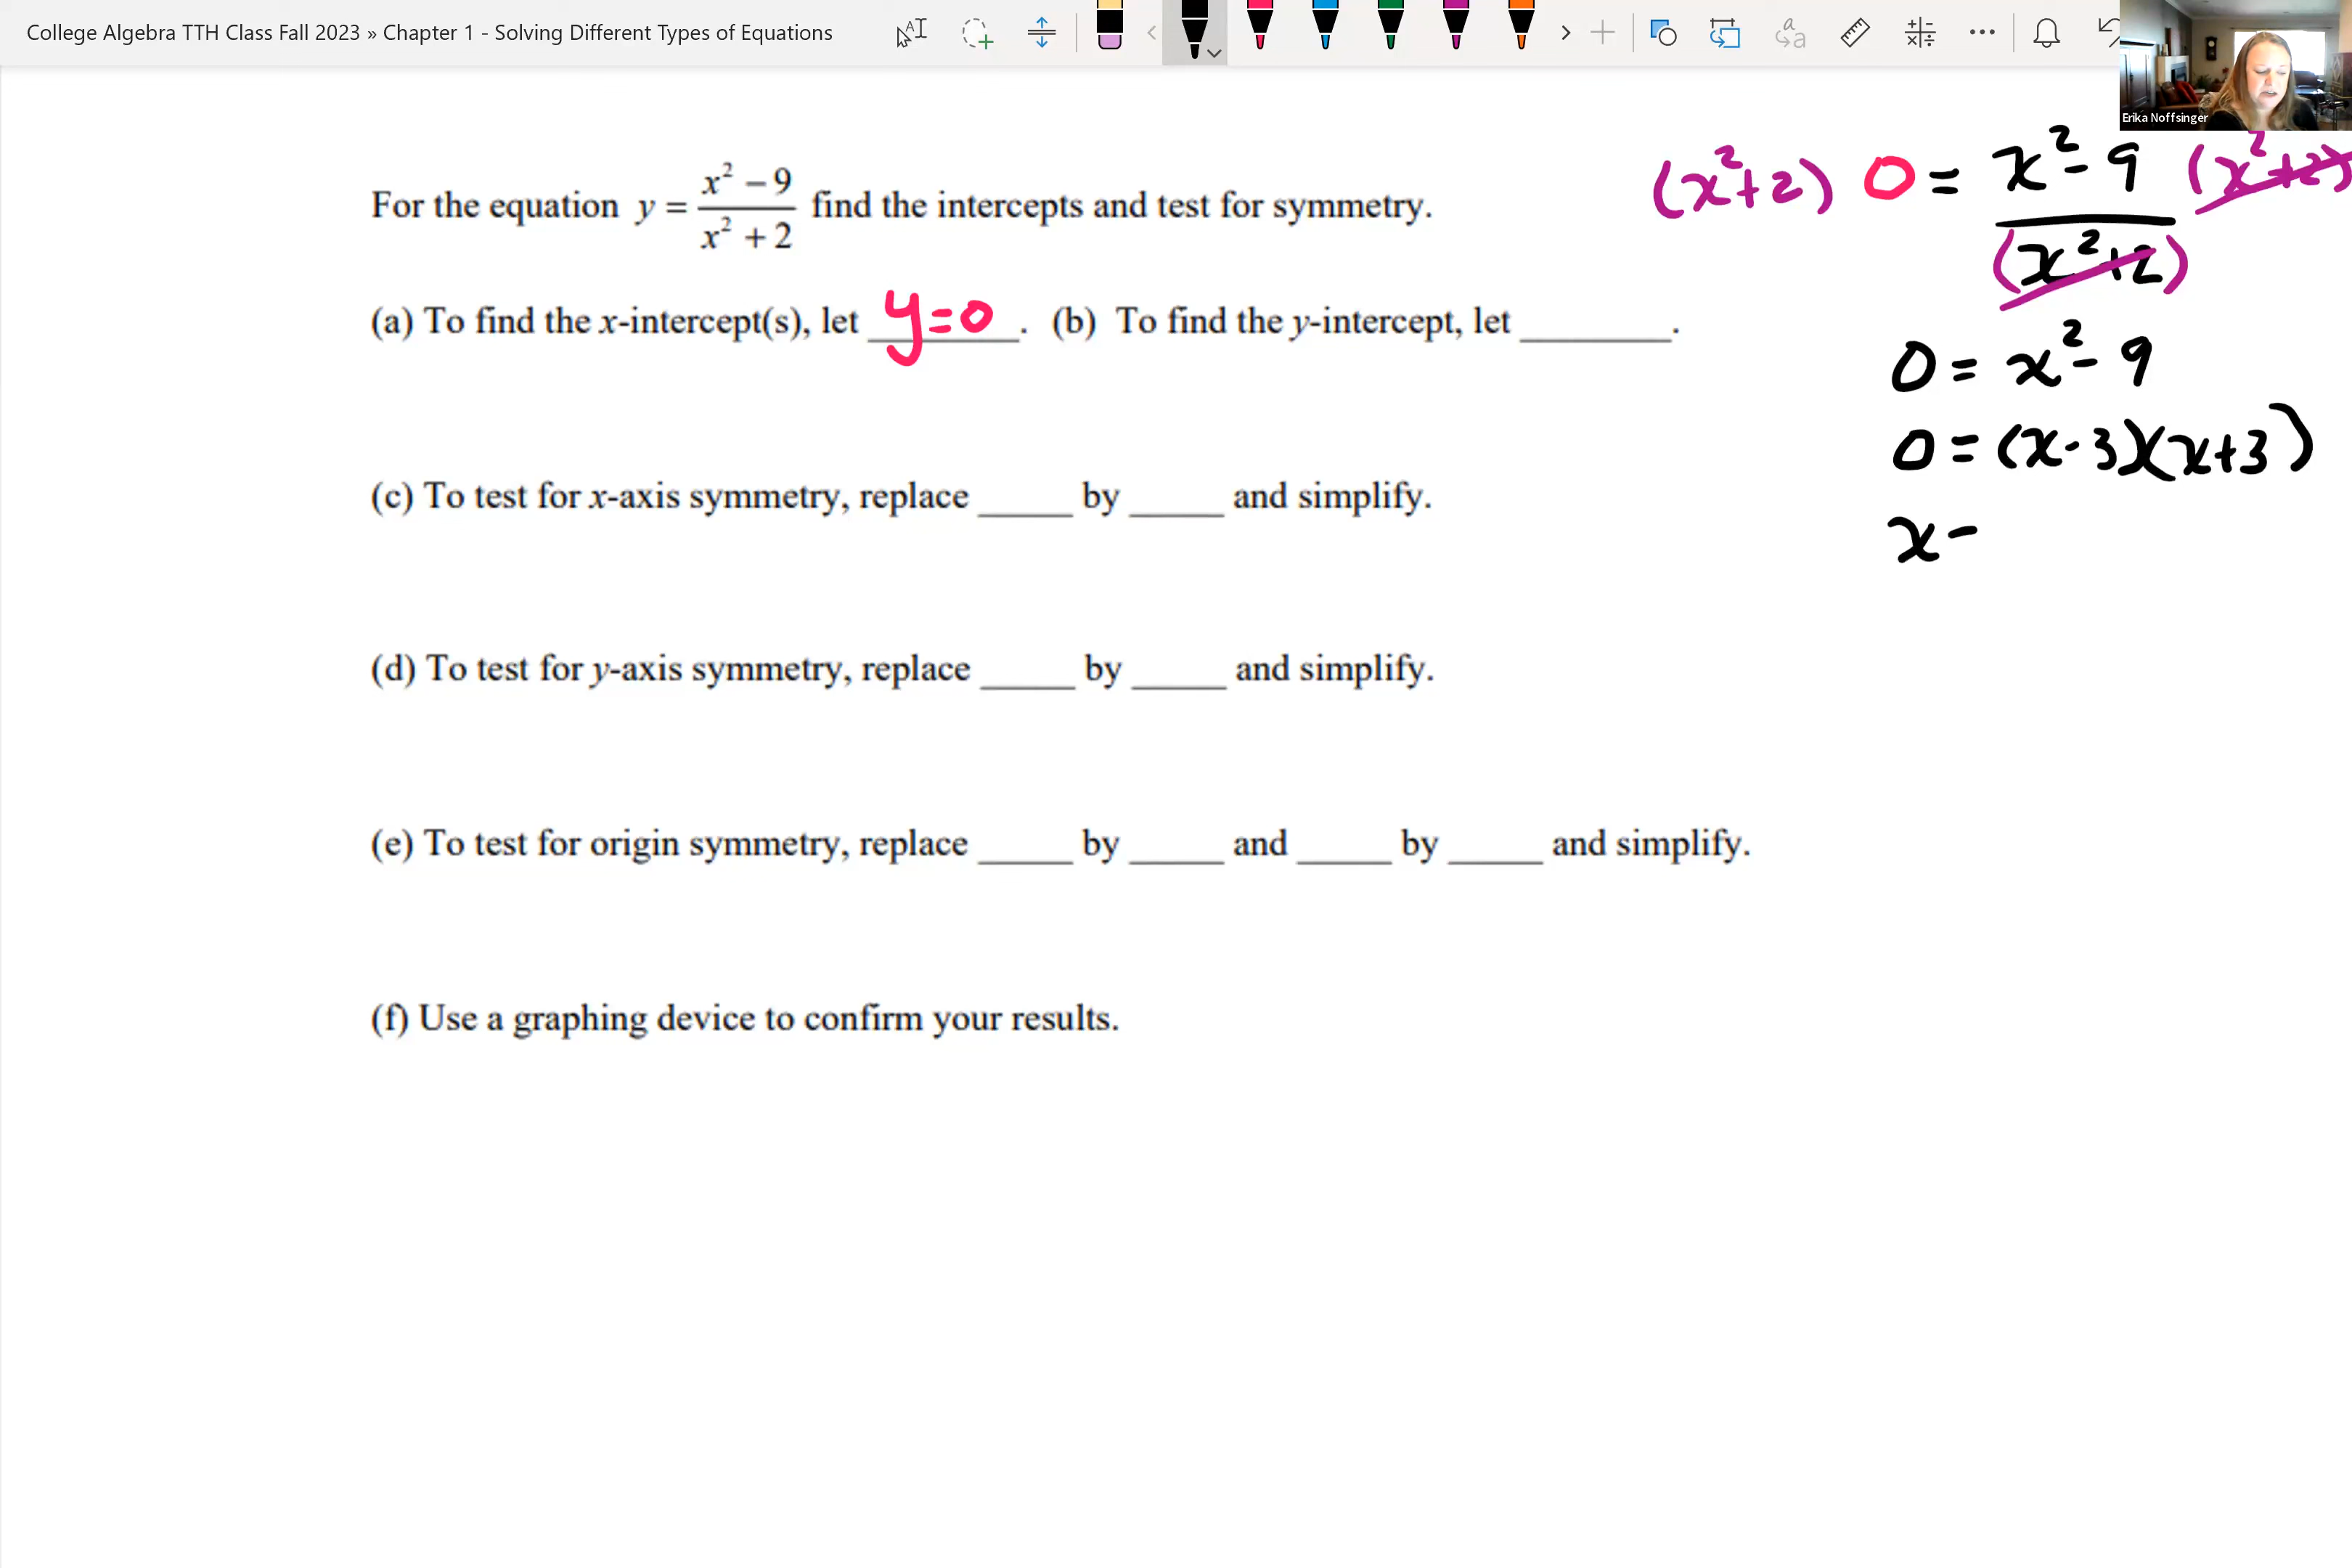 College Algebra TTH Class Fall 2023 » Chapter 1 - Solving Different Types of Equations
Erika Noffsinger
For the equation y = (x² − 9)/(x² + 2) find the intercepts and test for symmetry.
(a) To find the x-intercept(s), let y=0. (b) To find the y-intercept, let ________.
(c) To test for x-axis symmetry, replace _____ by _____ and simplify.
(d) To test for y-axis symmetry, replace _____ by _____ and simplify.
(e) To test for origin symmetry, replace _____ by _____ and _____ by _____ and simplify.
(f) Use a graphing device to confirm your results.
(x²+2) 0 = x²-9 (x²+2)
(x²+2)
0 = x²-9
0 = (x-3)(x+3)
x -